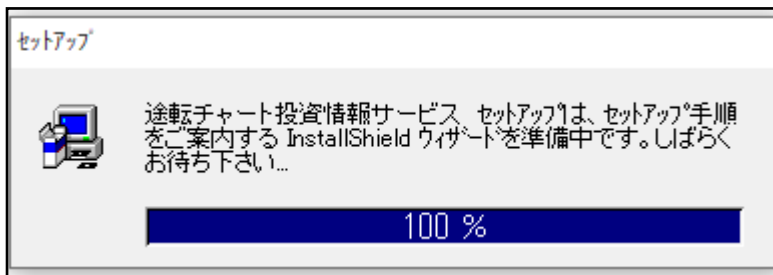 ｾｯﾄｱｯﾌﾟ
途転チャート投資情報サービス ｾｯﾄｱｯﾌﾟは、ｾｯﾄｱｯﾌﾟ手順
をご案内する InstallShield ｳｨｻﾞｰﾄﾞを準備中です。しばらく
お待ち下さい...
100 %